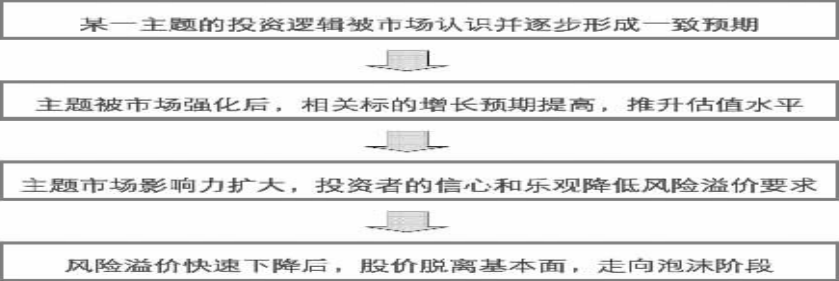 某一主题的投资逻辑被市场认识并逐步形成一致预期
主题被市场强化后，相关标的增长预期提高，推升估值水平
主题市场影响力扩大，投资者的信心和乐观降低风险溢价要求
风险溢价快速下降后，股价脱离基本面，走向泡沫阶段